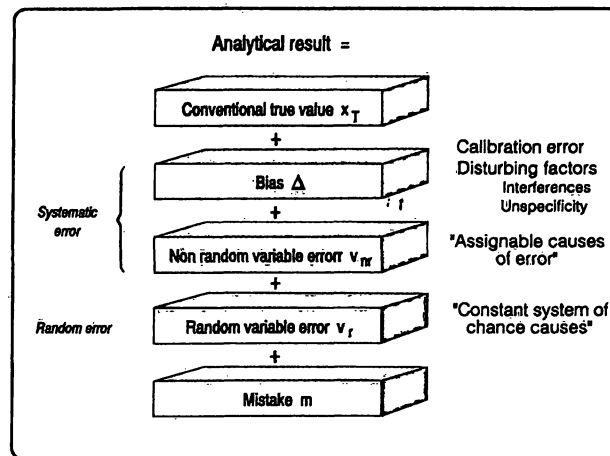 Analytical result =
Conventional true value x_T
+
Calibration error
Bias Δ
Disturbing factors
Interferences
Unspecificity
+
Systematic
error
Non random variable errorr v_nr
"Assignable causes
of error"
+
Random error
Random variable error v_r
"Constant system of
chance causes"
+
Mistake m